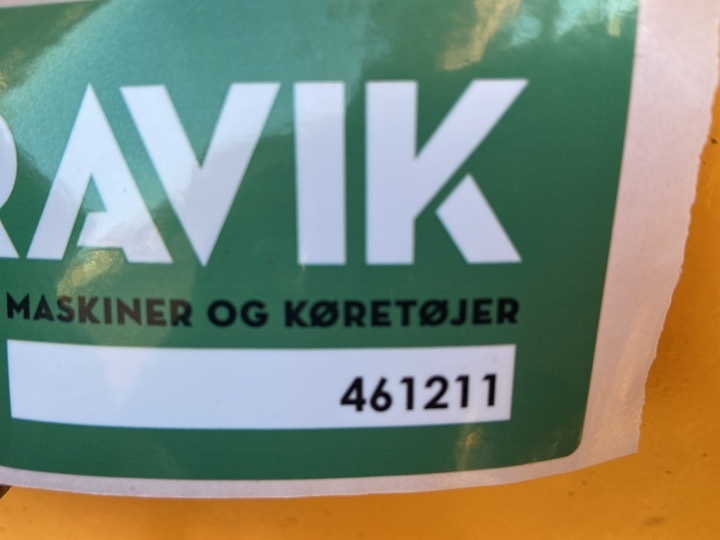 RAVIK
MASKINER OG KØRETØJER
461211